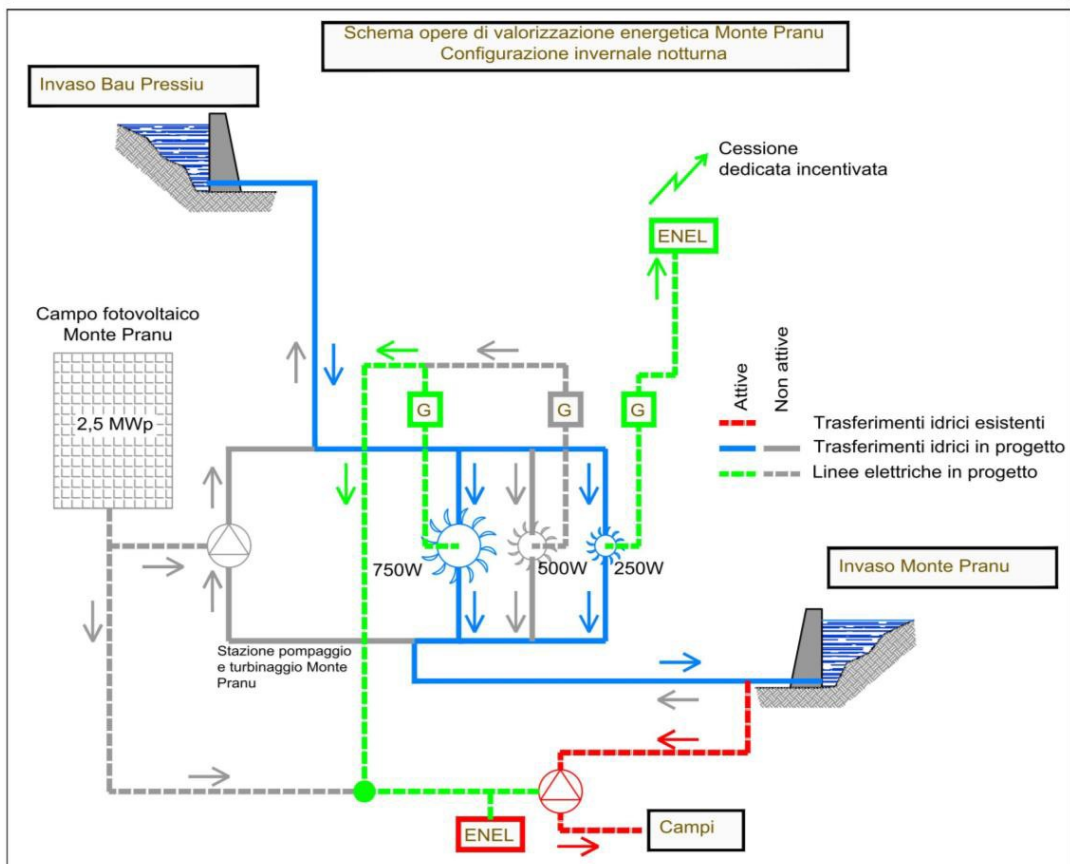 Schema opere di valorizzazione energetica Monte Pranu
Configurazione invernale notturna
Invaso Bau Pressiu
Cessione
dedicata incentivata
ENEL
Campo fotovoltaico
Monte Pranu
2,5 MWp
G
G
G
Attive
Non attive
Trasferimenti idrici esistenti
Trasferimenti idrici in progetto
Linee elettriche in progetto
750W
500W
250W
Invaso Monte Pranu
Stazione pompaggio
e turbinaggio Monte
Pranu
ENEL
Campi